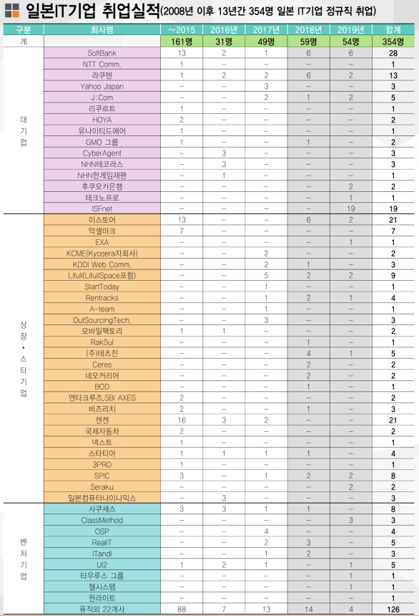 일본IT기업 취업실적(2008년 이후 13년간 354명 일본 IT기업 정규직 취업)
구분 회사명 ~2015 2016년 2017년 2018년 2019년 합계
계 161명 31명 49명 59명 54명 354명
대기업
SoftBank 13 2 1 6 6 28
NTT Comm, 1 – – – – 1
라쿠텐 1 2 2 6 2 13
Yahoo Japan – – 3 – – 3
J:Com – – 2 1 2 5
리쿠르트 1 – – – – 1
HOYA 2 – – – – 2
유나이티드에어 1 – – – – 1
GMO 그룹 1 – – 1 – 2
CyberAgent – 3 – – – 3
NHN테코라스 – 3 – – – 3
NHN한게임재팬 – 1 – – – 1
후쿠오카은행 – – – – 2 2
테크노프로 – – – – 1 1
ISFnet – – – – 19 19
상장・스타기업
이스토어 13 – – 6 2 21
악셀마크 7 – – – – 7
EXA – – – – 1 1
KCME(Kyosera자회사) – – 2 – – 2
KDDI Web Comm, – – 2 1 – 3
Lifull(LifullSpace포함) – – 5 2 2 9
StartToday – – 1 – – 1
Rentracks – – 1 2 1 4
A-team – – 1 – – 1
OutSourcingTech, – – 3 – – 3
모바일팩토리 1 1 – – – 2
RakSul – – – 1 – 1
(주)테츠진 – – – 4 1 5
Ceres – – – 2 – 2
네오카리어 – – – 2 – 2
BOD – – – 1 – 1
엔타크루즈,SBI AXES 2 – – – – 2
비즈리치 2 – – 1 – 3
젠켄 16 3 2 – – 21
국제자동차 2 – – – – 2
넥스트 1 – – – – 1
스타티아 1 1 1 1 – 4
3PRO 1 – – – – 1
SPIC 3 – 1 2 2 8
Seraku – – – – 2 2
일본컴퓨터나이나믹스 – 3 – – – 3
벤처기업
사쿠세스 3 3 1 1 – 8
ClassMethod – – – – 3 3
OSP – – 4 – – 4
RealIT – – 2 3 – 5
ITandI – – 1 2 – 3
UI2 1 2 1 – 1 5
타우루스 그룹 – – – – 1 1
젤시스템 – – – – 1 1
원라이트 – – – – 1 1
뮤직외 22개사 88 7 13 14 4 126